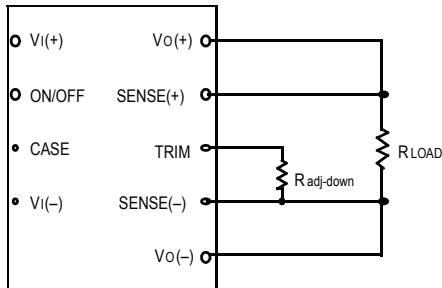 VI(+) VO(+)
ON/OFF SENSE(+)
CASE TRIM RLOAD
Radj-down
VI(–) SENSE(–)
VO(–)